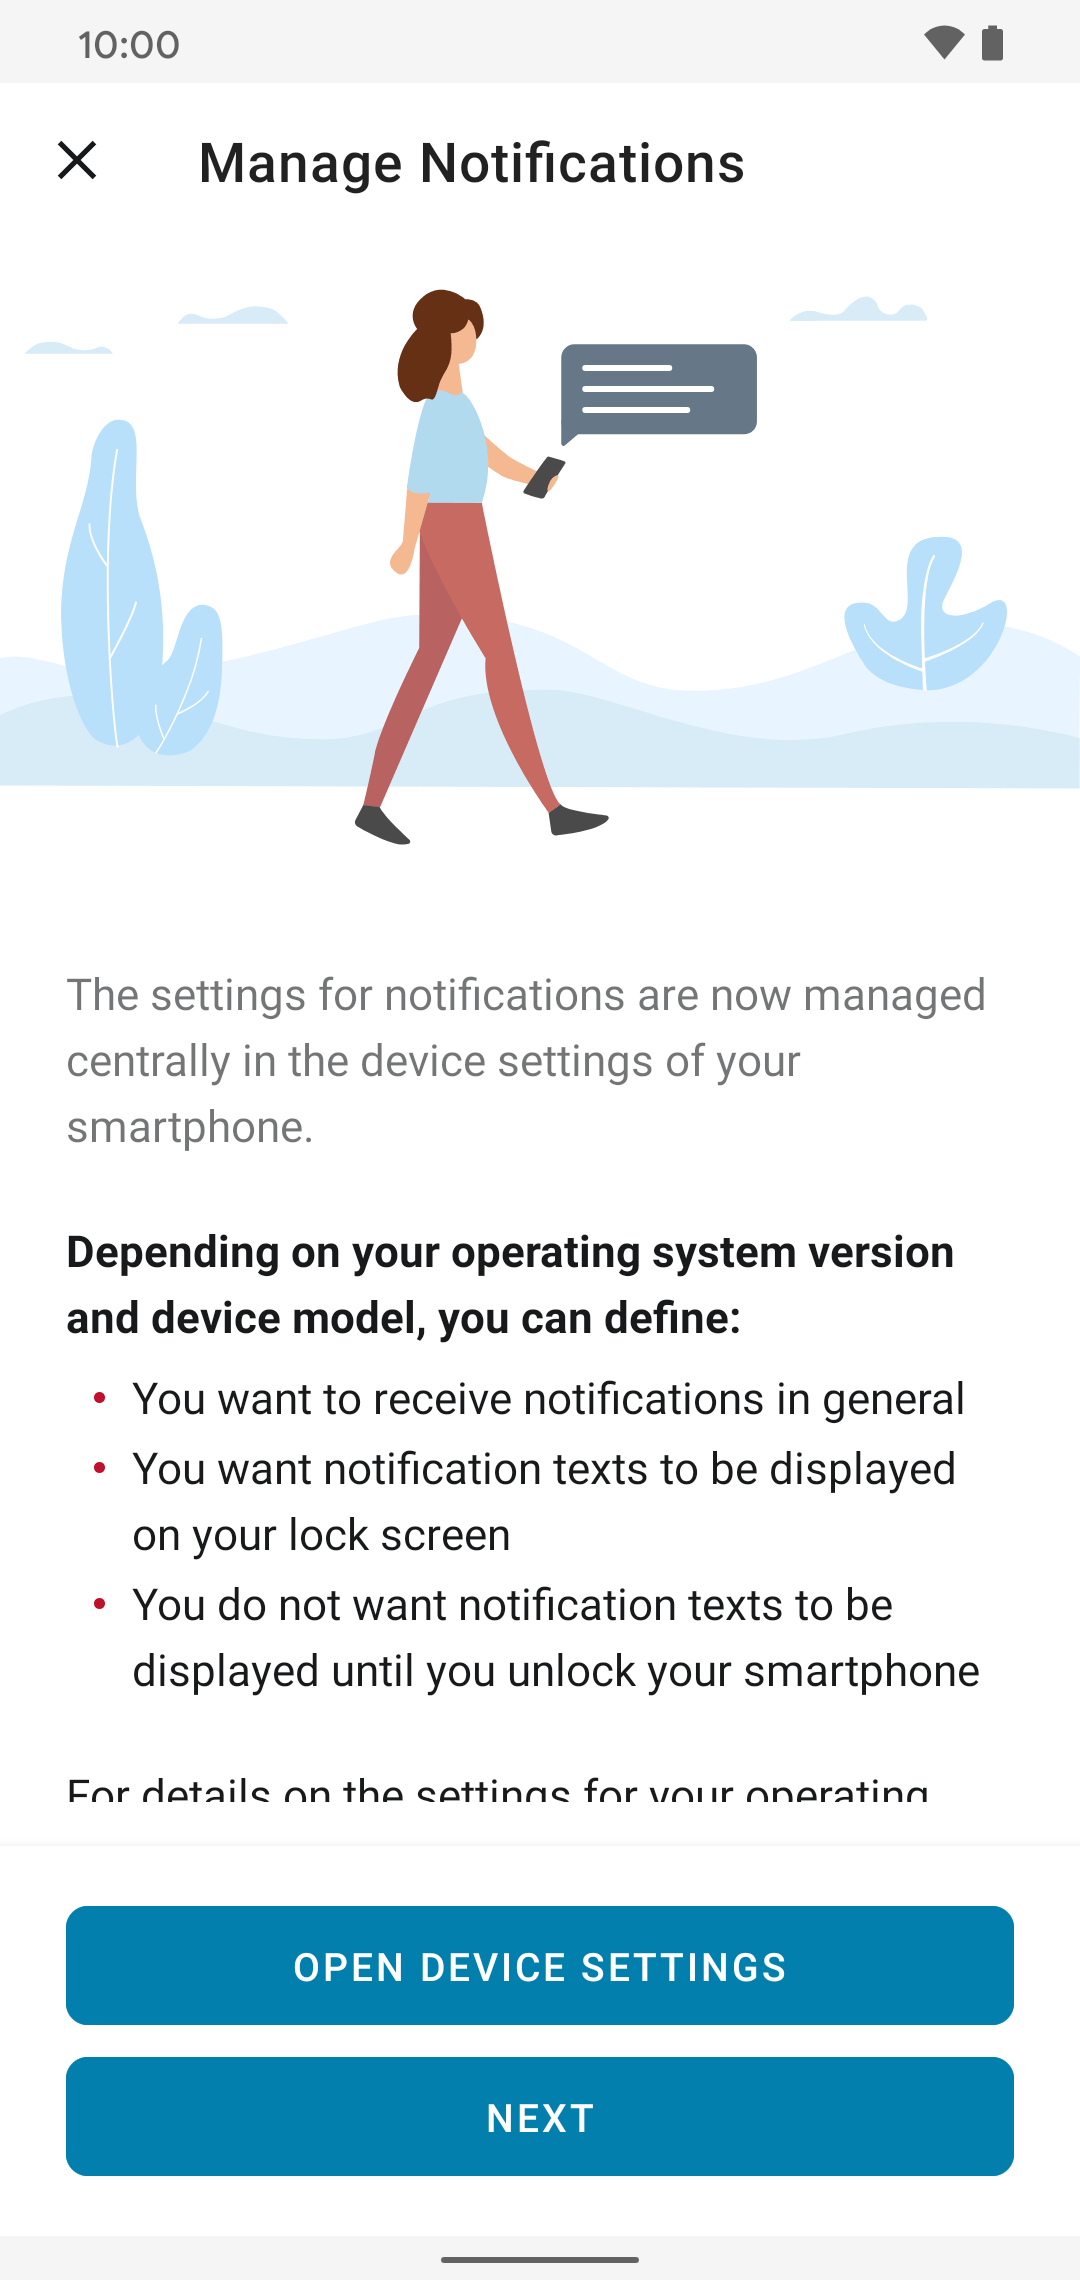 10:00
Manage Notifications
The settings for notifications are now managed
centrally in the device settings of your
smartphone.
Depending on your operating system version
and device model, you can define:
• You want to receive notifications in general
• You want notification texts to be displayed
on your lock screen
• You do not want notification texts to be
displayed until you unlock your smartphone
For details on the settings for your operating
OPEN DEVICE SETTINGS
NEXT